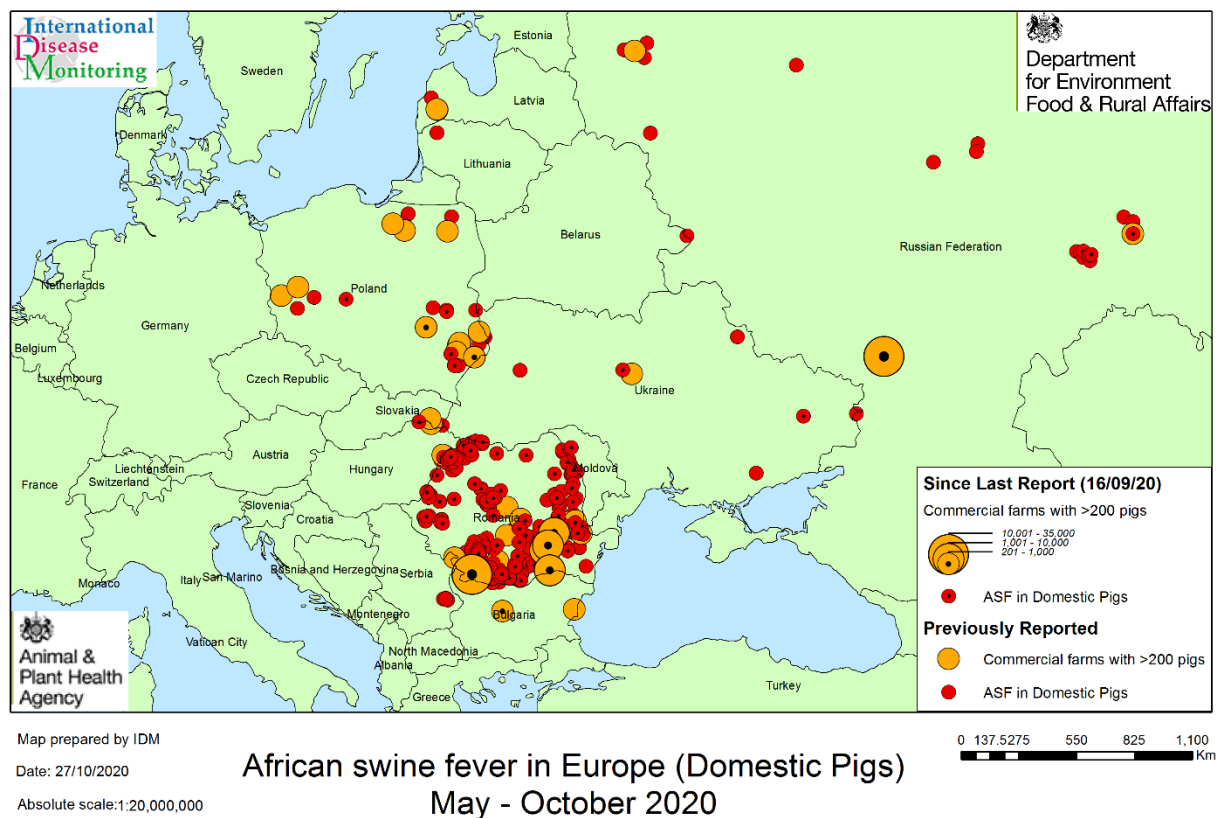 International
Disease
Monitoring
Department
for Environment
Food & Rural Affairs
Estonia
Sweden
Latvia
Denmark
Lithuania
Belarus
Russian Federation
Netherlands
Poland
Germany
Belgium
Luxembourg
Czech Republic
Ukraine
Slovakia
Austria
Liechtenstein
Switzerland
Hungary
Moldova
France
Slovenia
Croatia
Romania
Bosnia and Herzegovina
Serbia
Monaco
Italy
San Marino
Montenegro
Bulgaria
Vatican City
North Macedonia
Albania
Greece
Turkey
Since Last Report (16/09/20)
Commercial farms with >200 pigs
10,001 - 35,000
1,001 - 10,000
201 - 1,000
ASF in Domestic Pigs
Previously Reported
Commercial farms with >200 pigs
ASF in Domestic Pigs
Animal &
Plant Health
Agency
Map prepared by IDM
Date: 27/10/2020
Absolute scale:1:20,000,000
African swine fever in Europe (Domestic Pigs)
May - October 2020
0 137.5275 550 825 1,100
Km